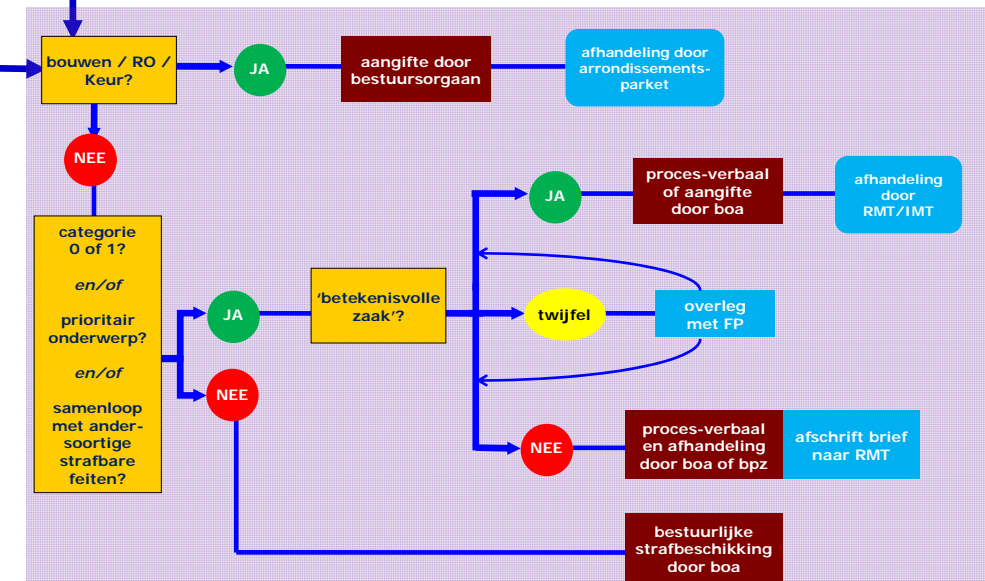 bouwen / RO /
Keur?
JA
aangifte door
bestuursorgaan
afhandeling door
arrondissements-
parket
NEE
categorie
0 of 1?
en/of
prioritair
onderwerp?
en/of
samenloop
met ander-
soortige
strafbare
feiten?
JA
NEE
'betekenisvolle
zaak'?
JA
proces-verbaal
of aangifte
door boa
afhandeling
door
RMT/IMT
twijfel
overleg
met FP
NEE
proces-verbaal
en afhandeling
door boa of bpz
afschrift brief
naar RMT
bestuurlijke
strafbeschikking
door boa